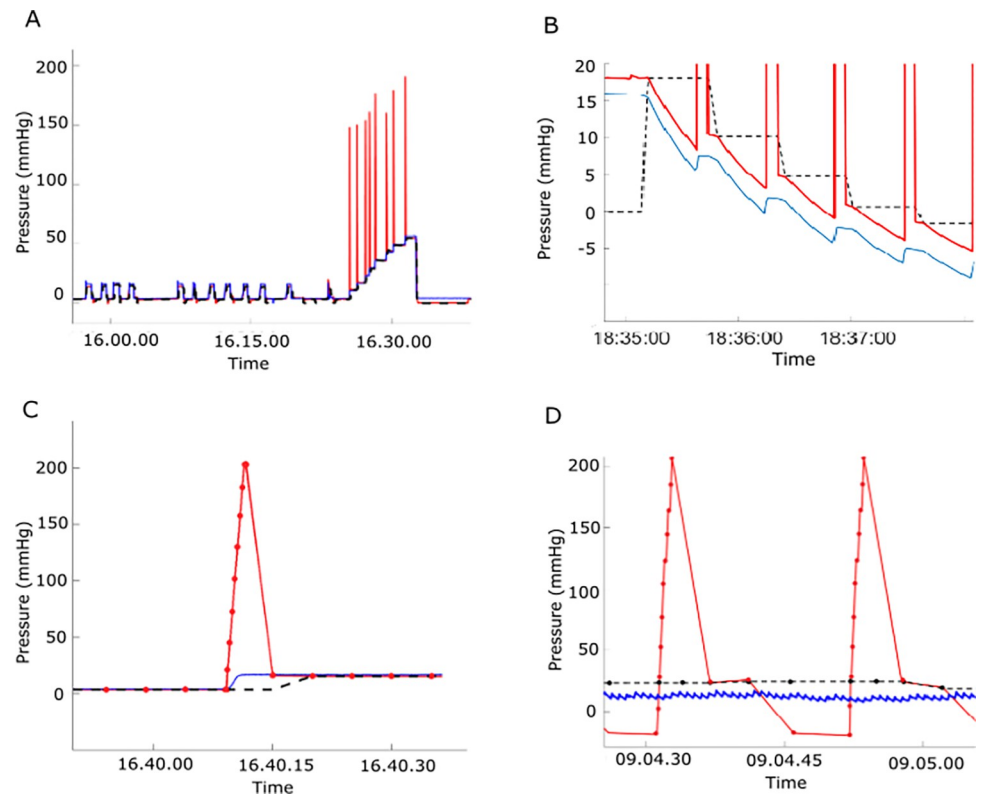 A
Pressure (mmHg)
200
150
100
50
0
16.00.00 16.15.00 16.30.00
Time
B
Pressure (mmHg)
20
15
10
5
0
-5
18:35:00 18:36:00 18:37:00
Time
C
Pressure (mmHg)
200
150
100
50
0
16.40.00 16.40.15 16.40.30
Time
D
Pressure (mmHg)
200
150
100
50
0
09.04.30 09.04.45 09.05.00
Time